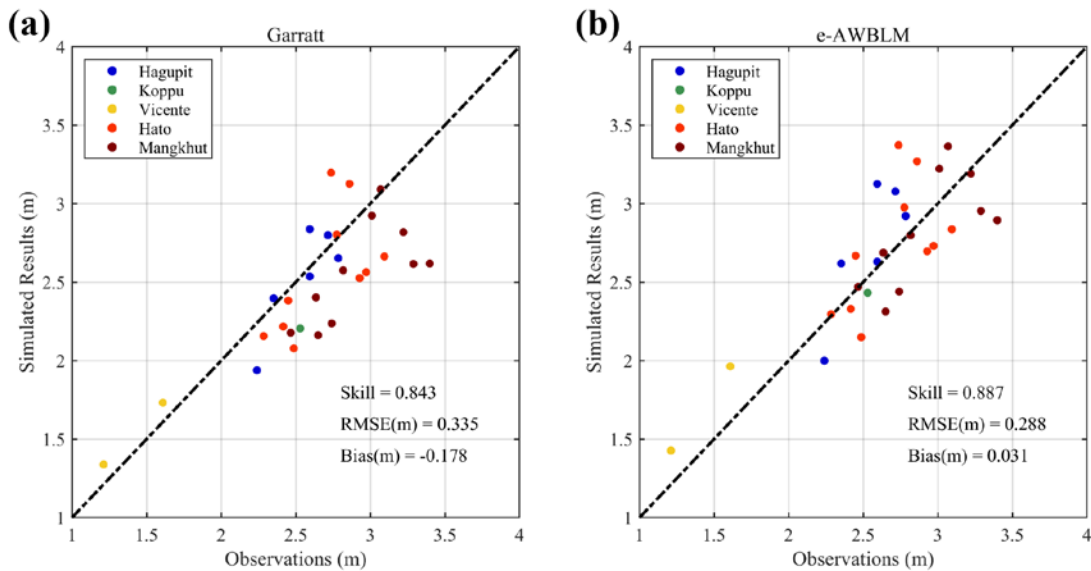 (a)
Garratt
4
3.5
3
2.5
2
1.5
1
1
1.5
2
2.5
3
3.5
4
Simulated Results (m)
Observations (m)
Hagupit
Koppu
Vicente
Hato
Mangkhut
Skill = 0.843
RMSE(m) = 0.335
Bias(m) = -0.178
(b)
e-AWBLM
4
3.5
3
2.5
2
1.5
1
1
1.5
2
2.5
3
3.5
4
Simulated Results (m)
Observations (m)
Hagupit
Koppu
Vicente
Hato
Mangkhut
Skill = 0.887
RMSE(m) = 0.288
Bias(m) = 0.031